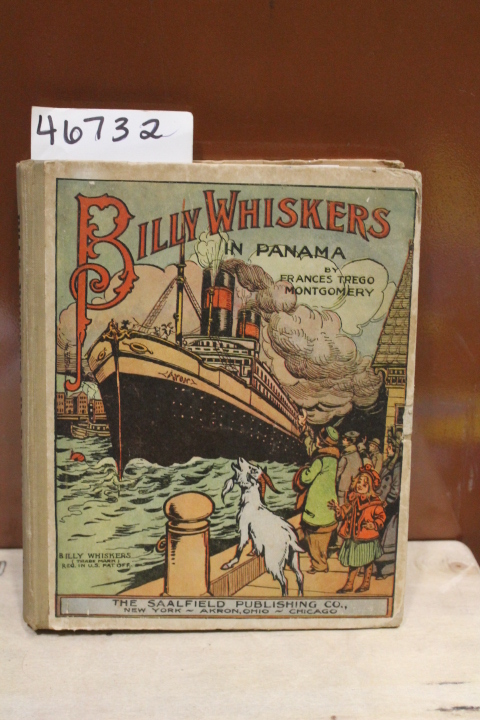 46732
BILLY WHISKERS
IN PANAMA
BY
FRANCES TREGO
MONTGOMERY
BILLY WHISKERS
(TRADE MARK)
REG. IN U.S. PAT. OFF.
THE SAALFIELD PUBLISHING CO.,
NEW YORK ~ AKRON, OHIO ~ CHICAGO